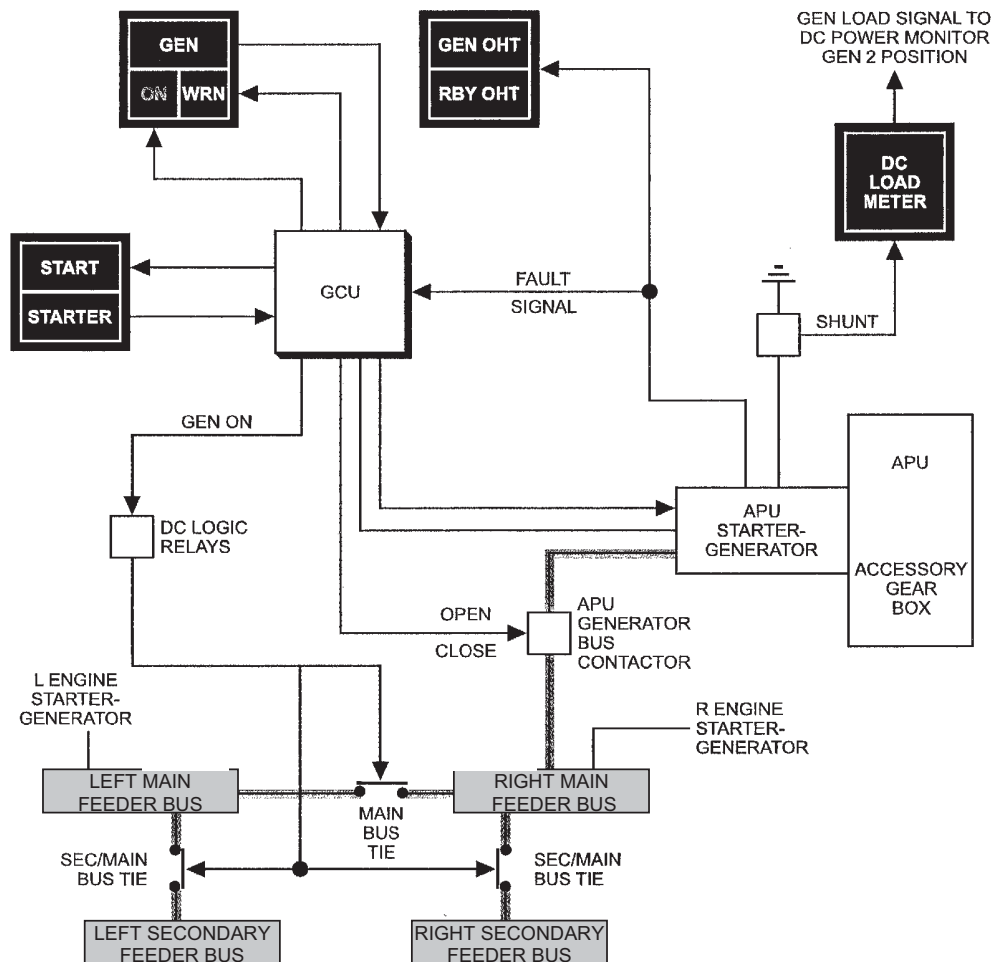 GEN
ON WRN
GEN OHT
RBY OHT
GEN LOAD SIGNAL TO
DC POWER MONITOR
GEN 2 POSITION
DC
LOAD
METER
START
STARTER
GCU
FAULT
SIGNAL
SHUNT
GEN ON
DC LOGIC
RELAYS
APU
STARTER-
GENERATOR
APU
ACCESSORY
GEAR
BOX
OPEN
CLOSE
APU
GENERATOR
BUS
CONTACTOR
L ENGINE
STARTER-
GENERATOR
R ENGINE
STARTER-
GENERATOR
LEFT MAIN
FEEDER BUS
MAIN
BUS
TIE
RIGHT MAIN
FEEDER BUS
SEC/MAIN
BUS TIE
SEC/MAIN
BUS TIE
LEFT SECONDARY
FEEDER BUS
RIGHT SECONDARY
FEEDER BUS